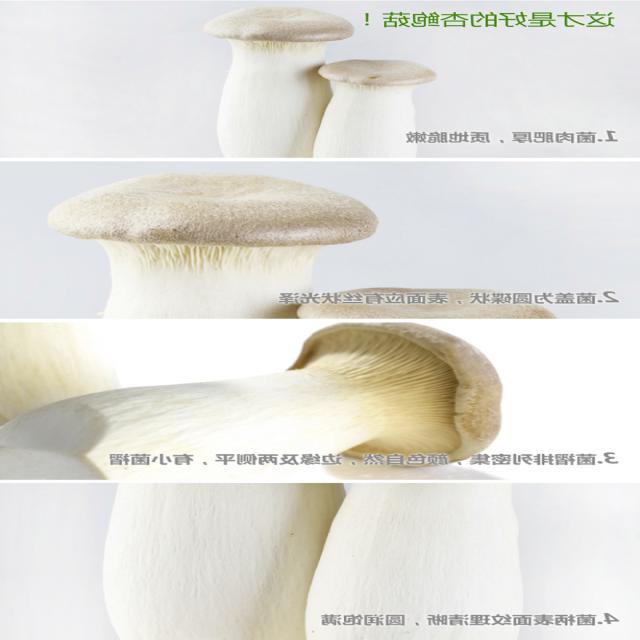 这才是好的杏鲍菇！
1.菌肉肥厚，质地脆嫩
2.菌盖为圆碟状，表面应有丝状光泽
3.菌褶排列密集，颜色自然，边缘及两侧平，有小菌褶
4.菌柄表面纹理清晰，圆润饱满